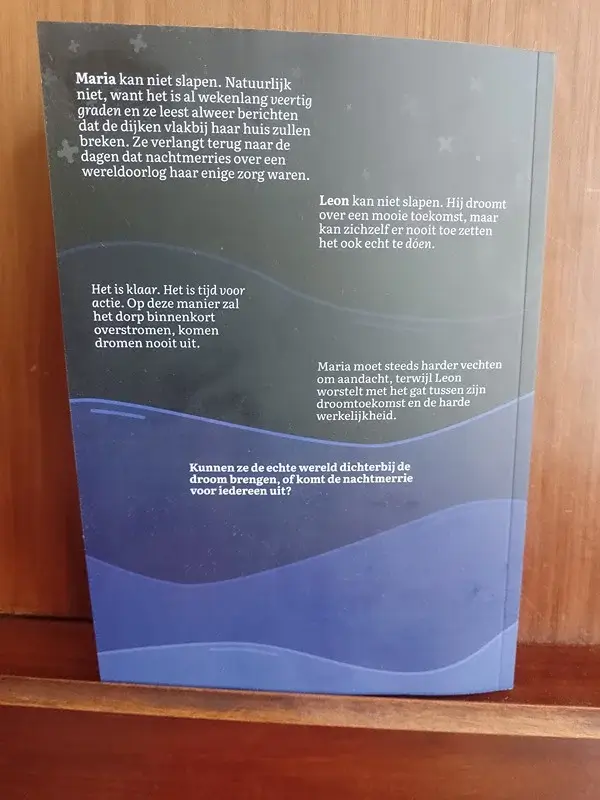 Maria kan niet slapen. Natuurlijk
niet, want het is al wekenlang veertig
graden en ze leest alweer berichten
dat de dijken vlakbij haar huis zullen
breken. Ze verlangt terug naar de
dagen dat nachtmerries over een
wereldoorlog haar enige zorg waren.
Leon kan niet slapen. Hij droomt
over een mooie toekomst, maar
kan zichzelf er nooit toe zetten
het ook echt te dóen.
Het is klaar. Het is tijd voor
actie. Op deze manier zal
het dorp binnenkort
overstromen, komen
dromen nooit uit.
Maria moet steeds harder vechten
om aandacht, terwijl Leon
worstelt met het gat tussen zijn
droomtoekomst en de harde
werkelijkheid.
Kunnen ze de echte wereld dichterbij de
droom brengen, of komt de nachtmerrie
voor iedereen uit?